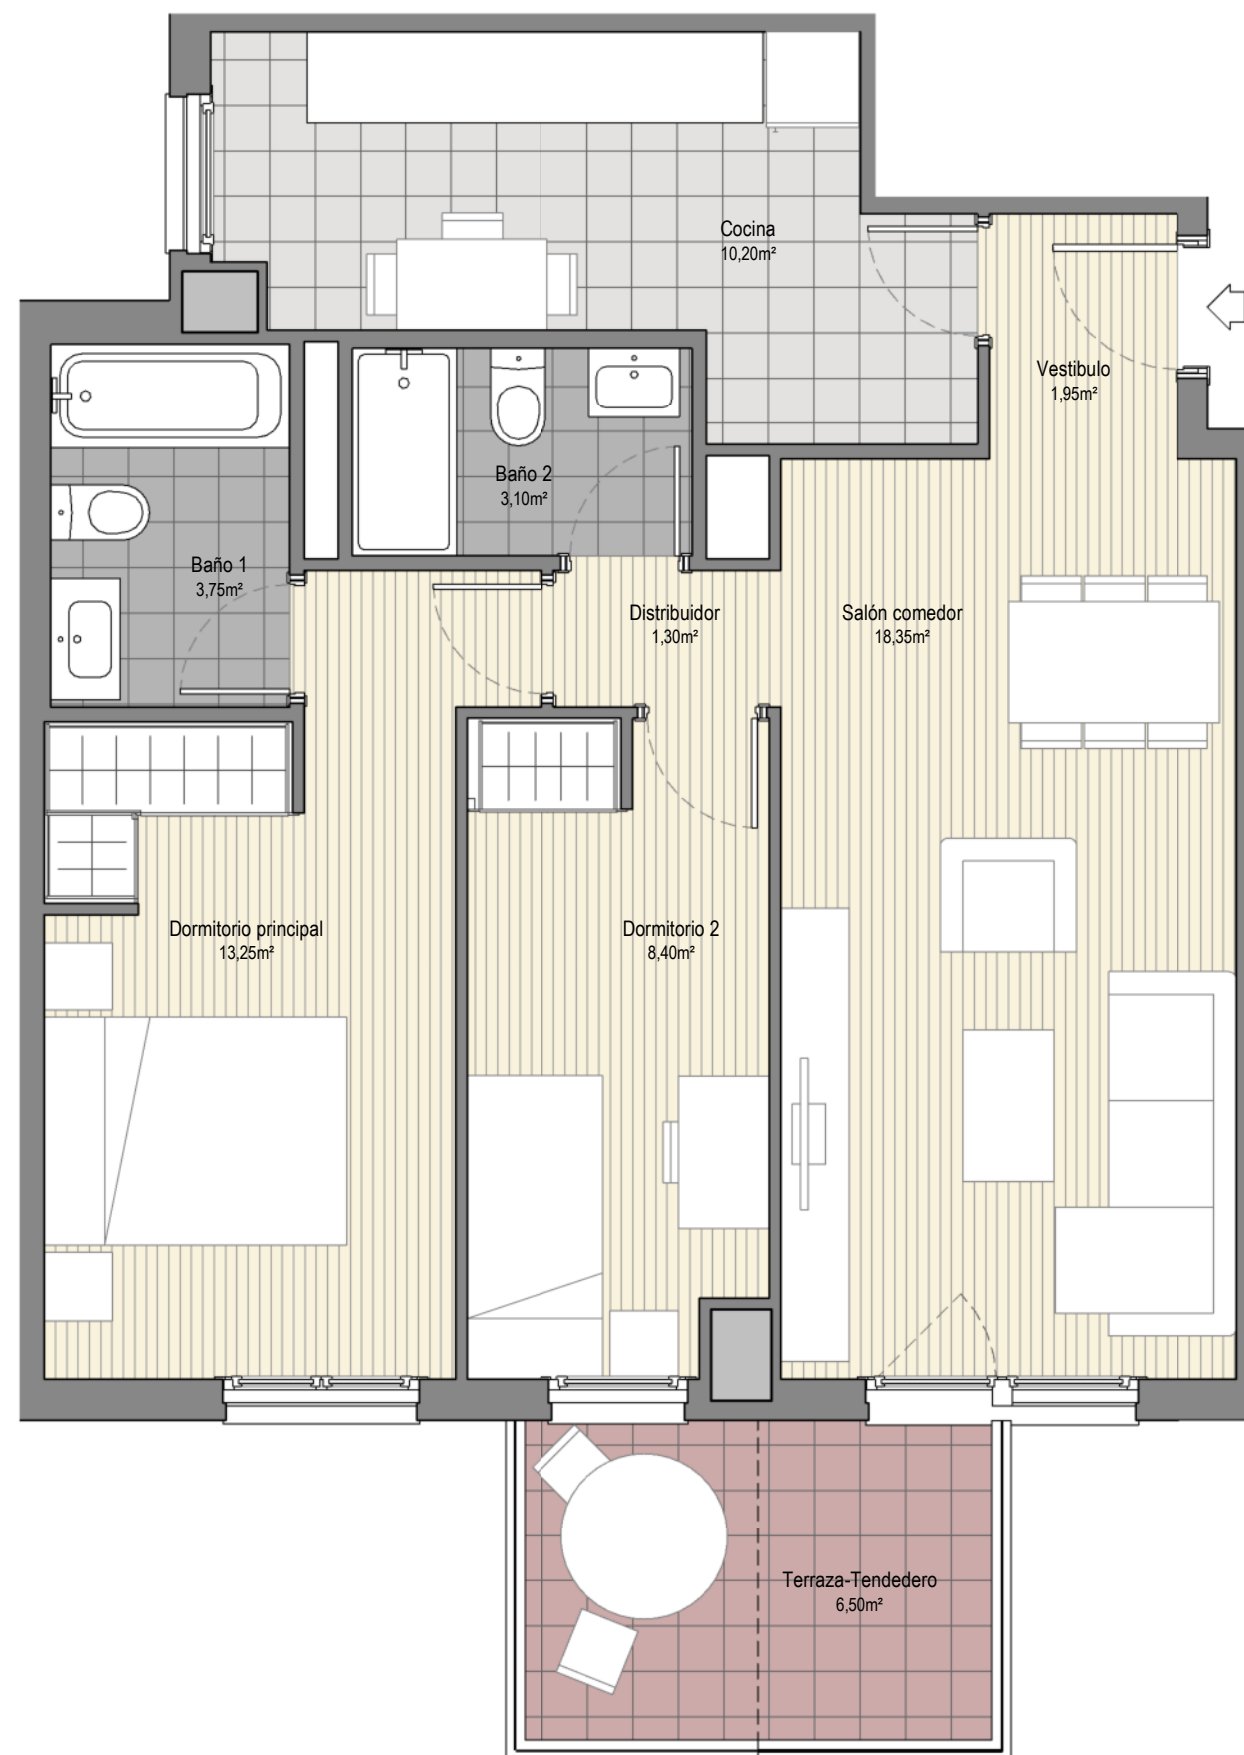 Cocina
10,20m²
Vestibulo
1,95m²
Baño 2
3,10m²
Baño 1
3,75m²
Distribuidor
1,30m²
Salón comedor
18,35m²
Dormitorio principal
13,25m²
Dormitorio 2
8,40m²
Terraza-Tendedero
6,50m²